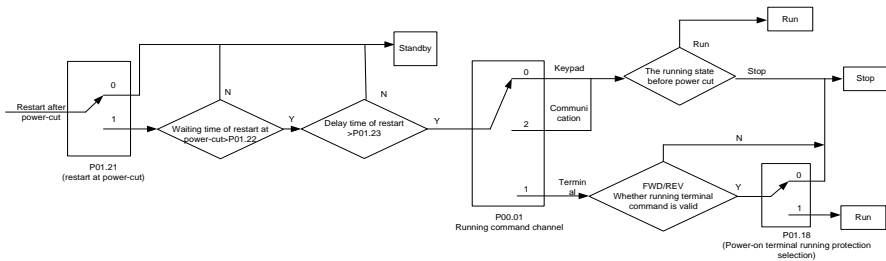 Restart after
power-cut
0
1
P01.21
(restart at power-cut)
N
Waiting time of restart at
power-cut>P01.22
Y
N
Delay time of restart
>P01.23
Y
Standby
0
2
1
P00.01
Running command channel
Keypad
Communi
cation
Termin
al
Run
The running state
before power cut
Stop
Run
Stop
N
FWD/REV
Whether running terminal
command is valid
Y
0
1
P01.18
(Power-on terminal running protection
selection)
Run